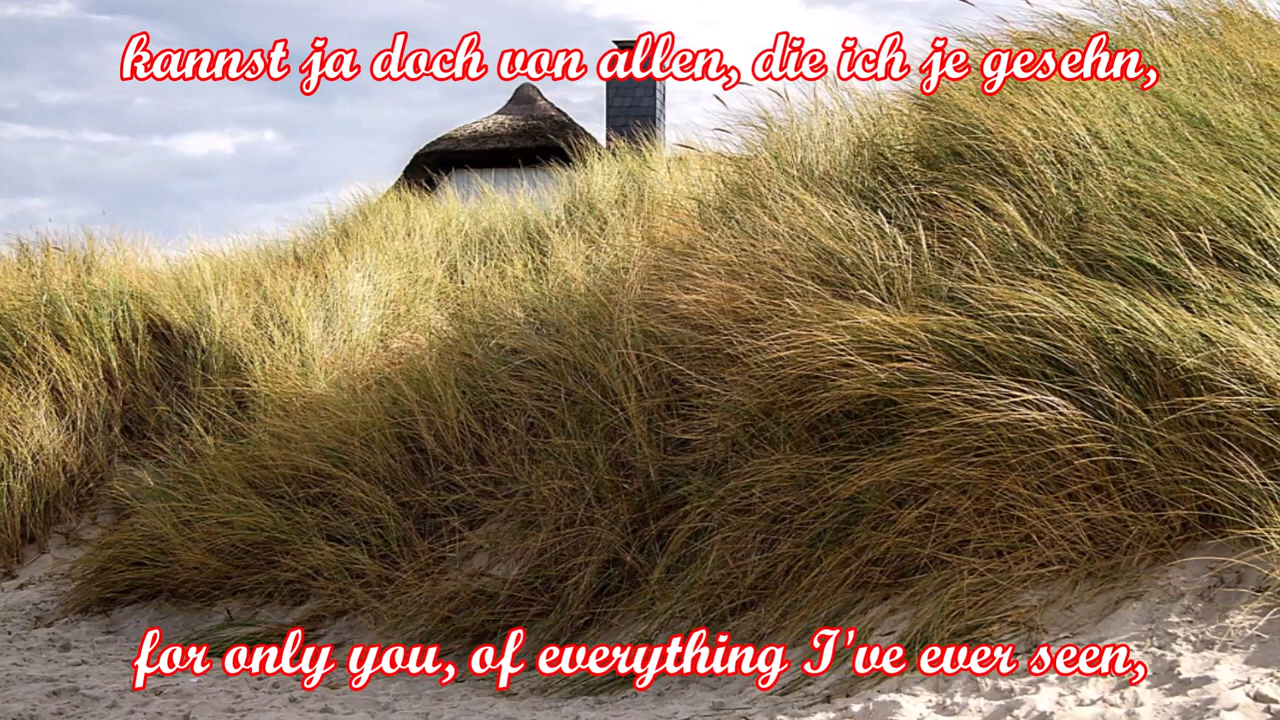 kannst ja doch von allen, die ich je gesehn,
for only you, of everything I've ever seen,